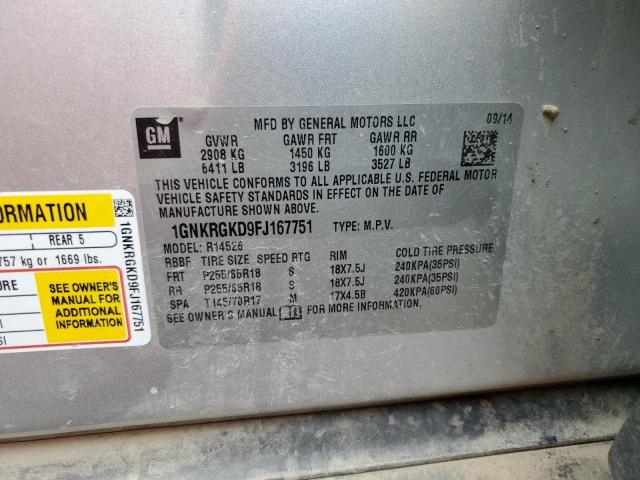 GM
MFD BY GENERAL MOTORS LLC 09/14
GVWR GAWR FRT GAWR RR
2908 KG 1450 KG 1600 KG
6411 LB 3196 LB 3527 LB
THIS VEHICLE CONFORMS TO ALL APPLICABLE U.S. FEDERAL MOTOR
VEHICLE SAFETY STANDARDS IN EFFECT ON THE DATE OF
MANUFACTURE SHOWN ABOVE.
1GNKRGKD9FJ167751 TYPE: M.P.V.
MODEL: R14526
RBBF TIRE SIZE SPEED RTG RIM COLD TIRE PRESSURE
FRT P255/65R18 S 18X7.5J 240KPA(35PSI)
RR P255/65R18 S 18X7.5J 240KPA(35PSI)
SPA T145/70R17 M 17X4.5B 420KPA(60PSI)
SEE OWNER'S MANUAL FOR MORE INFORMATION.
ORMATION
REAR 5
757 kg or 1669 lbs.
URE
SEE OWNER'S
MANUAL FOR
ADDITIONAL
INFORMATION
SI
1GNKRGKD9FJ167751